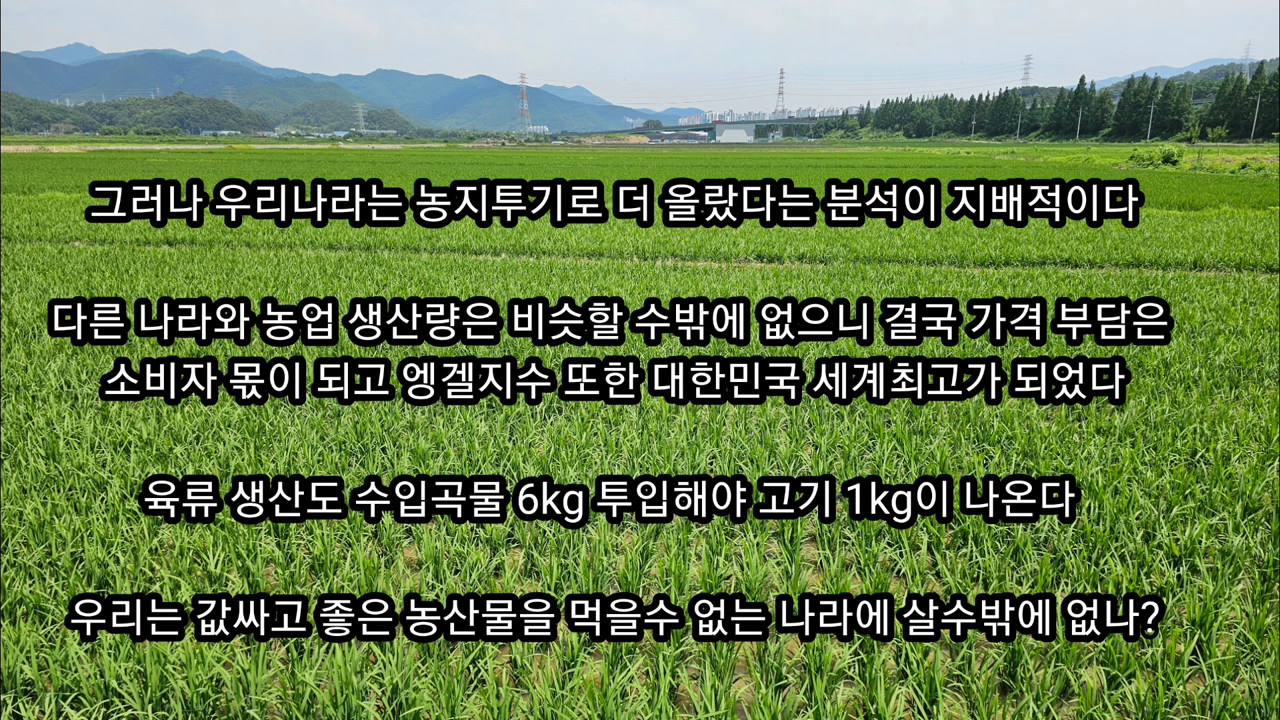 그러나 우리나라는 농지투기로 더 올랐다는 분석이 지배적이다
다른 나라와 농업 생산량은 비슷할 수밖에 없으니 결국 가격 부담은
소비자 몫이 되고 엥겔지수 또한 대한민국 세계최고가 되었다
육류 생산도 수입곡물 6kg 투입해야 고기 1kg이 나온다
우리는 값싸고 좋은 농산물을 먹을수 없는 나라에 살수밖에 없나?